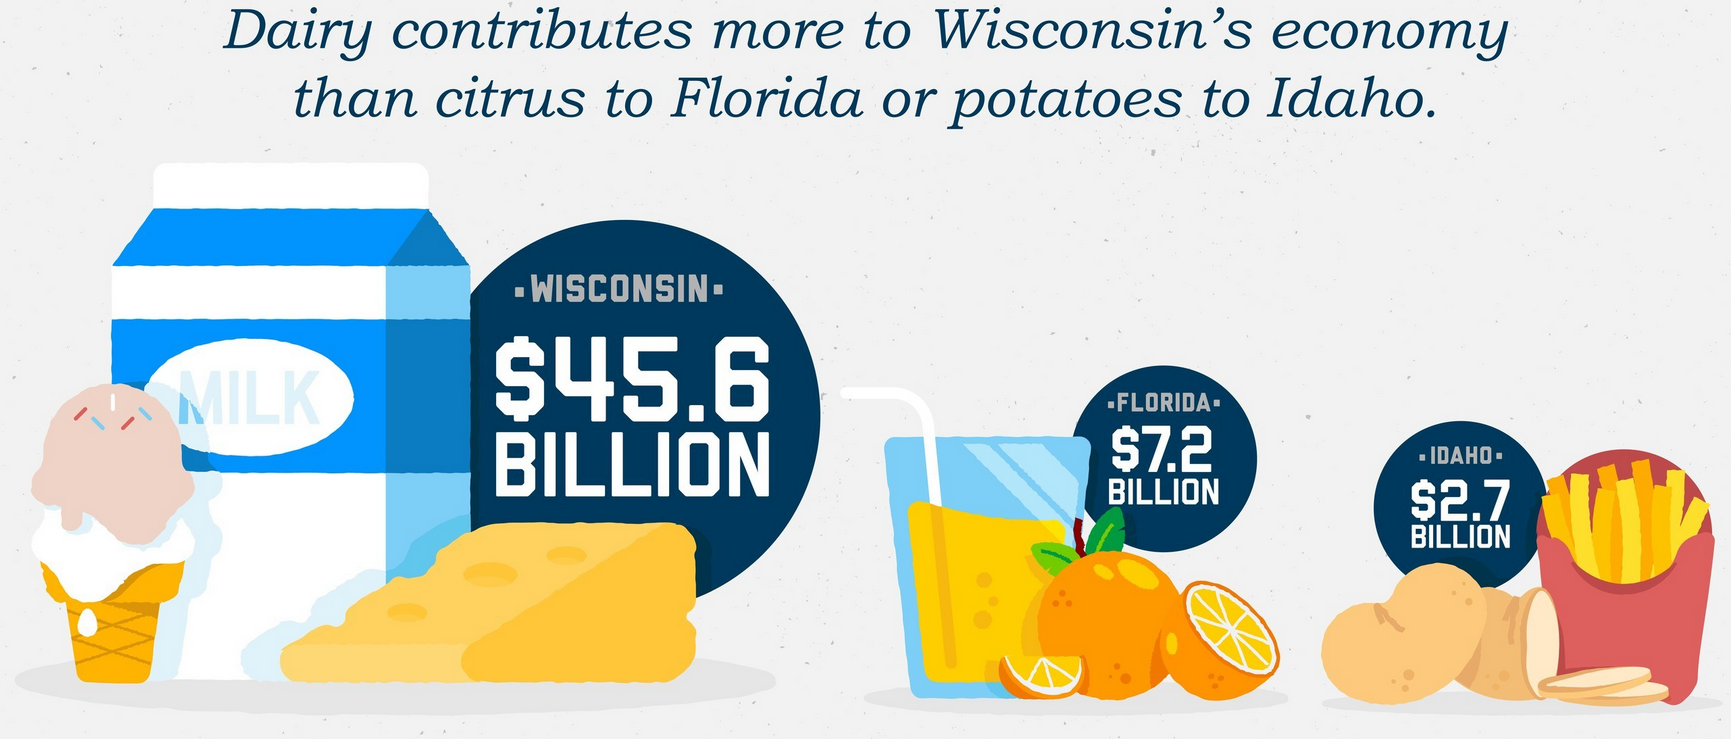 Dairy contributes more to Wisconsin’s economy
than citrus to Florida or potatoes to Idaho.
MILK
·WISCONSIN·
$45.6
BILLION
·FLORIDA·
$7.2
BILLION
·IDAHO·
$2.7
BILLION